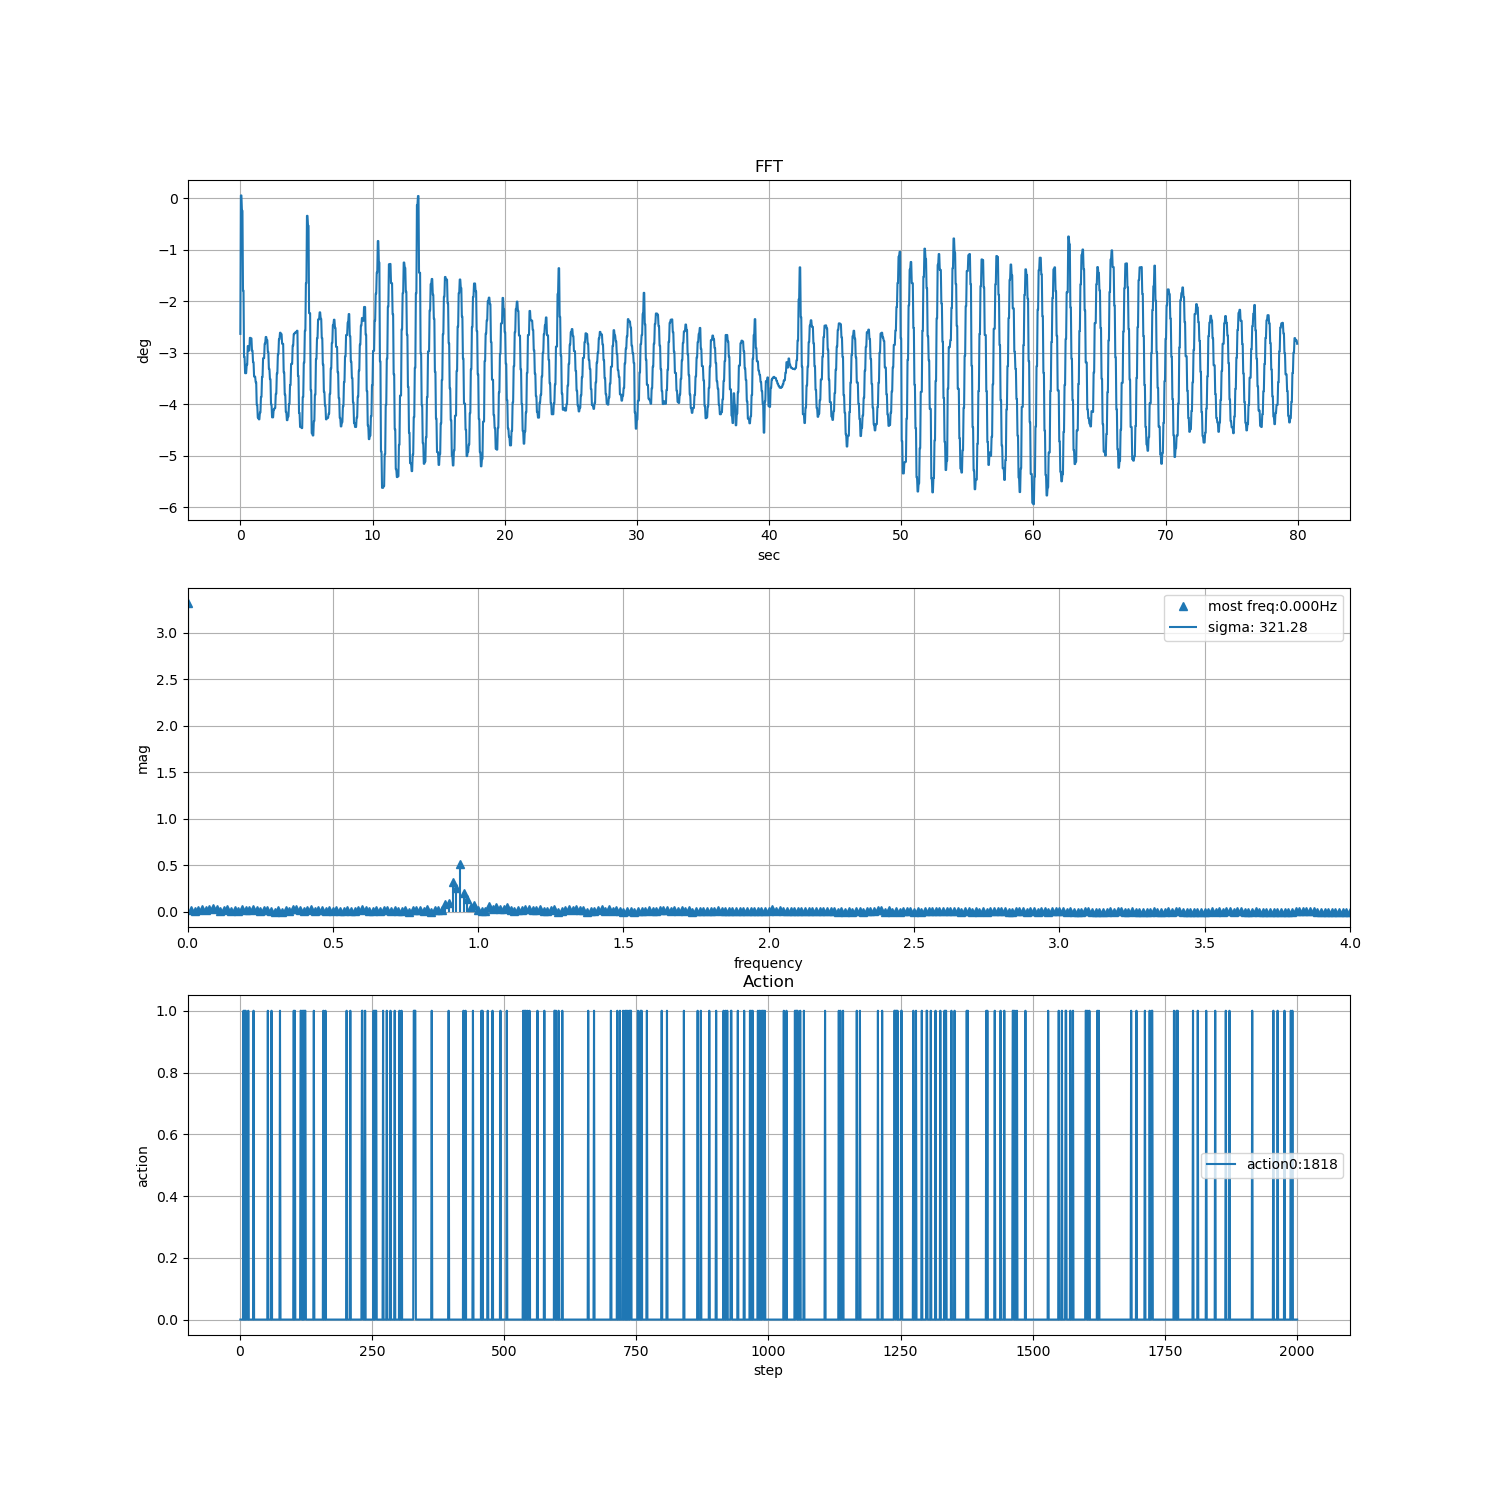 FFT
0
−1
−2
−3
−4
−5
−6
deg
0 10 20 30 40 50 60 70 80
sec
most freq:0.000Hz
sigma: 321.28
3.0
2.5
2.0
1.5
1.0
0.5
0.0
mag
0.0 0.5 1.0 1.5 2.0 2.5 3.0 3.5 4.0
frequency
Action
1.0
0.8
0.6
0.4
0.2
0.0
action
action0:1818
0 250 500 750 1000 1250 1500 1750 2000
step